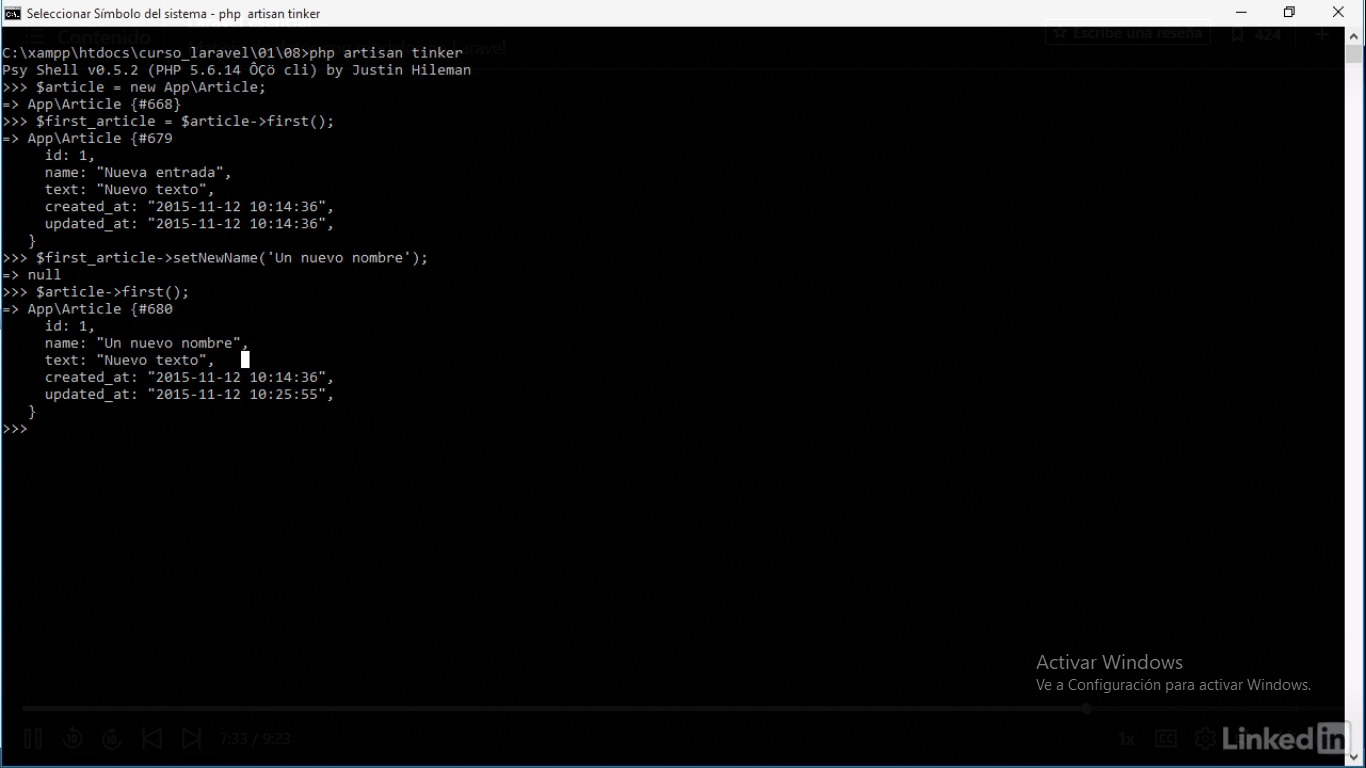 Seleccionar Símbolo del sistema - php  artisan tinker
Contenido
Escribe una reseña
424
C:\xampp\htdocs\curso_laravel\01\08>php artisan tinker
Psy Shell v0.5.2 (PHP 5.6.14 ÔÇö cli) by Justin Hileman
>>> $article = new App\Article;
=> App\Article {#668}
>>> $first_article = $article->first();
=> App\Article {#679
     id: 1,
     name: "Nueva entrada",
     text: "Nuevo texto",
     created_at: "2015-11-12 10:14:36",
     updated_at: "2015-11-12 10:14:36",
   }
>>> $first_article->setNewName('Un nuevo nombre');
=> null
>>> $article->first();
=> App\Article {#680
     id: 1,
     name: "Un nuevo nombre",
     text: "Nuevo texto",
     created_at: "2015-11-12 10:14:36",
     updated_at: "2015-11-12 10:25:55",
   }
>>>
Activar Windows
Ve a Configuración para activar Windows.
7:33 / 9:23
1x
CC
LinkedIn